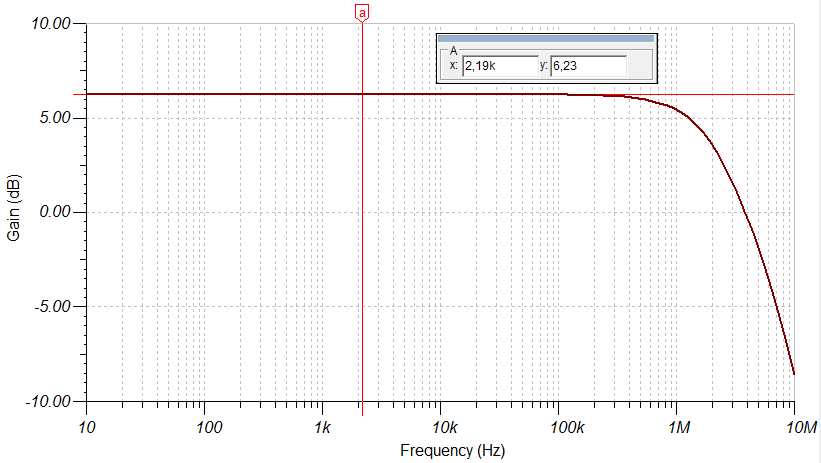 a
10.00
A
x: 2,19k y: 6,23
5.00
Gain (dB)
0.00
-5.00
-10.00
10 100 1k 10k 100k 1M 10M
Frequency (Hz)